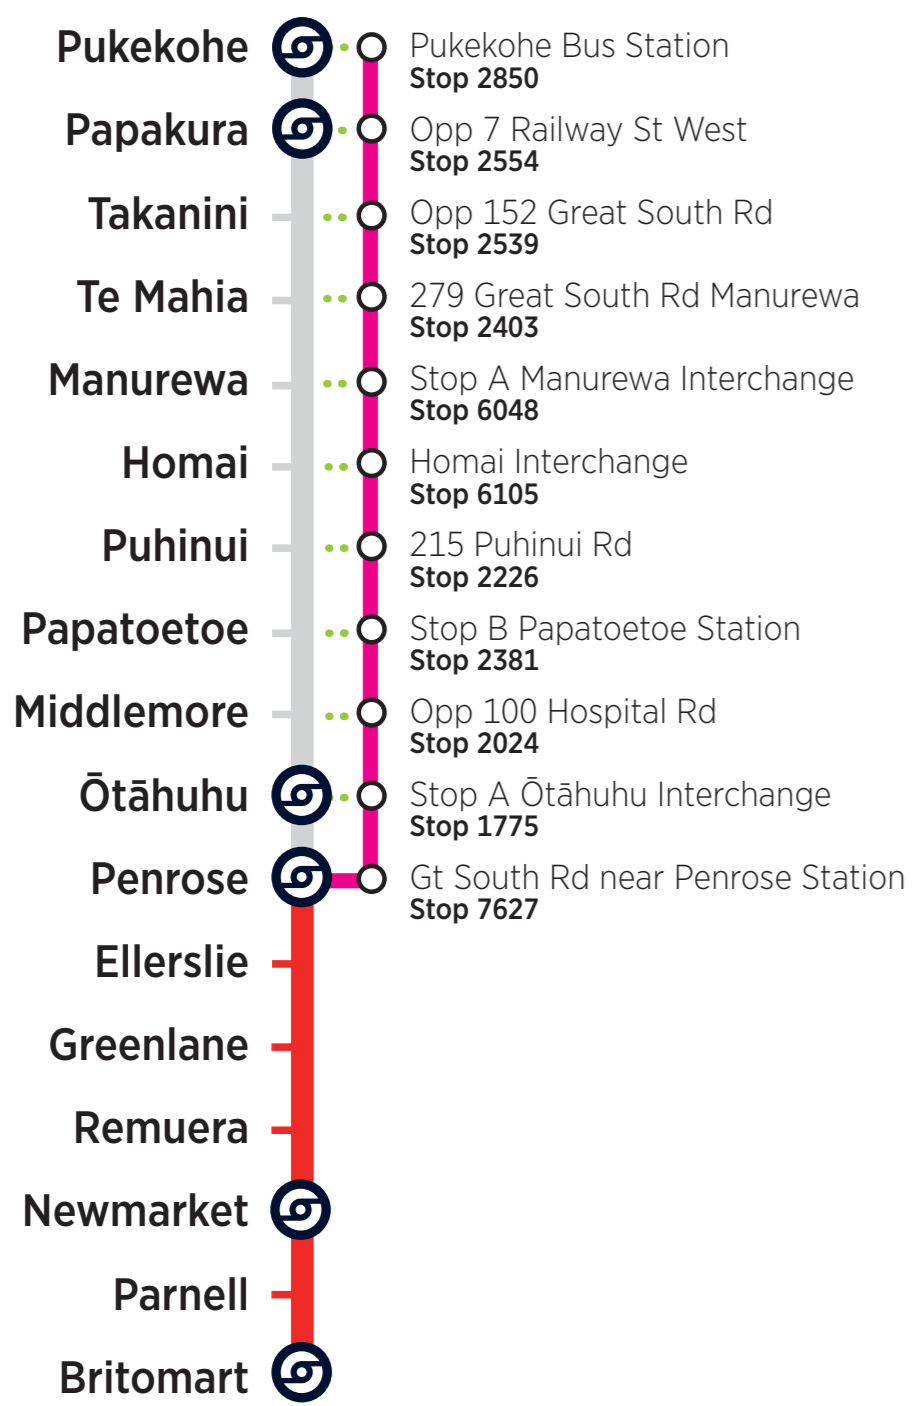 Pukekohe
Pukekohe Bus Station
Stop 2850
Papakura
Opp 7 Railway St West
Stop 2554
Takanini
Opp 152 Great South Rd
Stop 2539
Te Mahia
279 Great South Rd Manurewa
Stop 2403
Manurewa
Stop A Manurewa Interchange
Stop 6048
Homai
Homai Interchange
Stop 6105
Puhinui
215 Puhinui Rd
Stop 2226
Papatoetoe
Stop B Papatoetoe Station
Stop 2381
Middlemore
Opp 100 Hospital Rd
Stop 2024
Ōtāhuhu
Stop A Ōtāhuhu Interchange
Stop 1775
Penrose
Gt South Rd near Penrose Station
Stop 7627
Ellerslie
Greenlane
Remuera
Newmarket
Parnell
Britomart